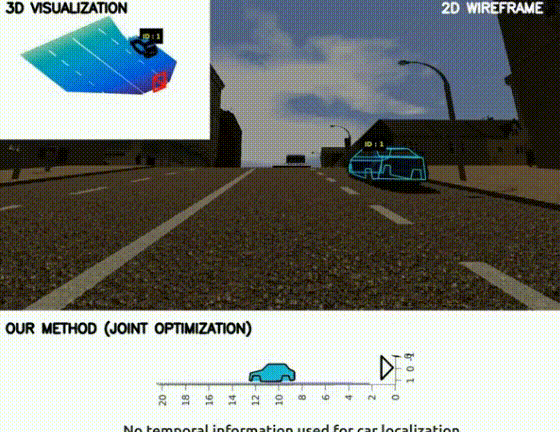 3D VISUALIZATION
2D WIREFRAME
ID : 1
ID : 1
OUR METHOD (JOINT OPTIMIZATION)
20 18 16 14 12 10 8 6 4 2 0
No temporal information used for car localization